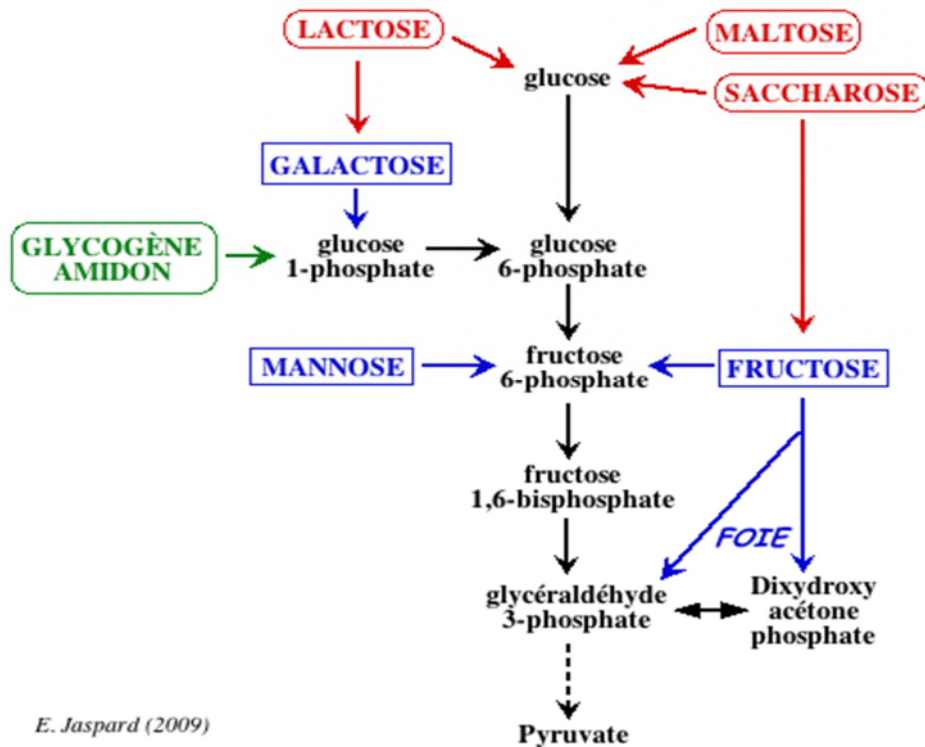 LACTOSE
MALTOSE
glucose
SACCHAROSE
GALACTOSE
GLYCOGÈNE
AMIDON
glucose
1-phosphate
glucose
6-phosphate
MANNOSE
fructose
6-phosphate
FRUCTOSE
fructose
1,6-bisphosphate
FOIE
glycéraldéhyde
3-phosphate
Dixydroxy
acétone
phosphate
E. Jaspard (2009)
Pyruvate